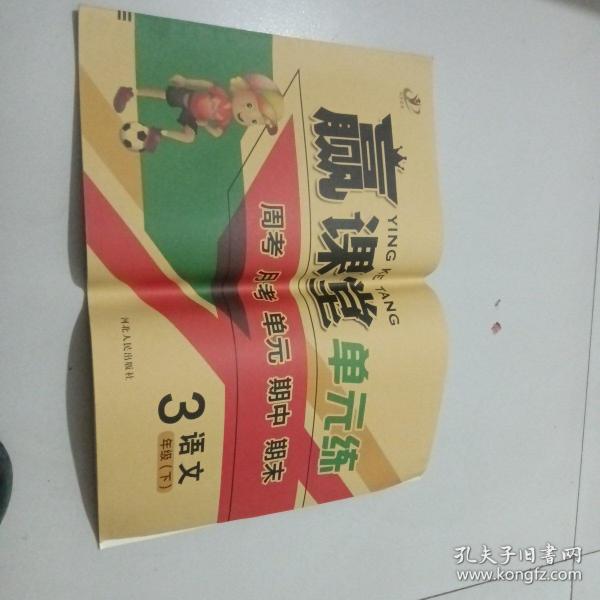 赢课堂
YING KE TANG
单元练
周考 月考 单元 期中 期末
3
语文
年级(下)
河北人民出版社
孔夫子旧书网
www.kongfz.com